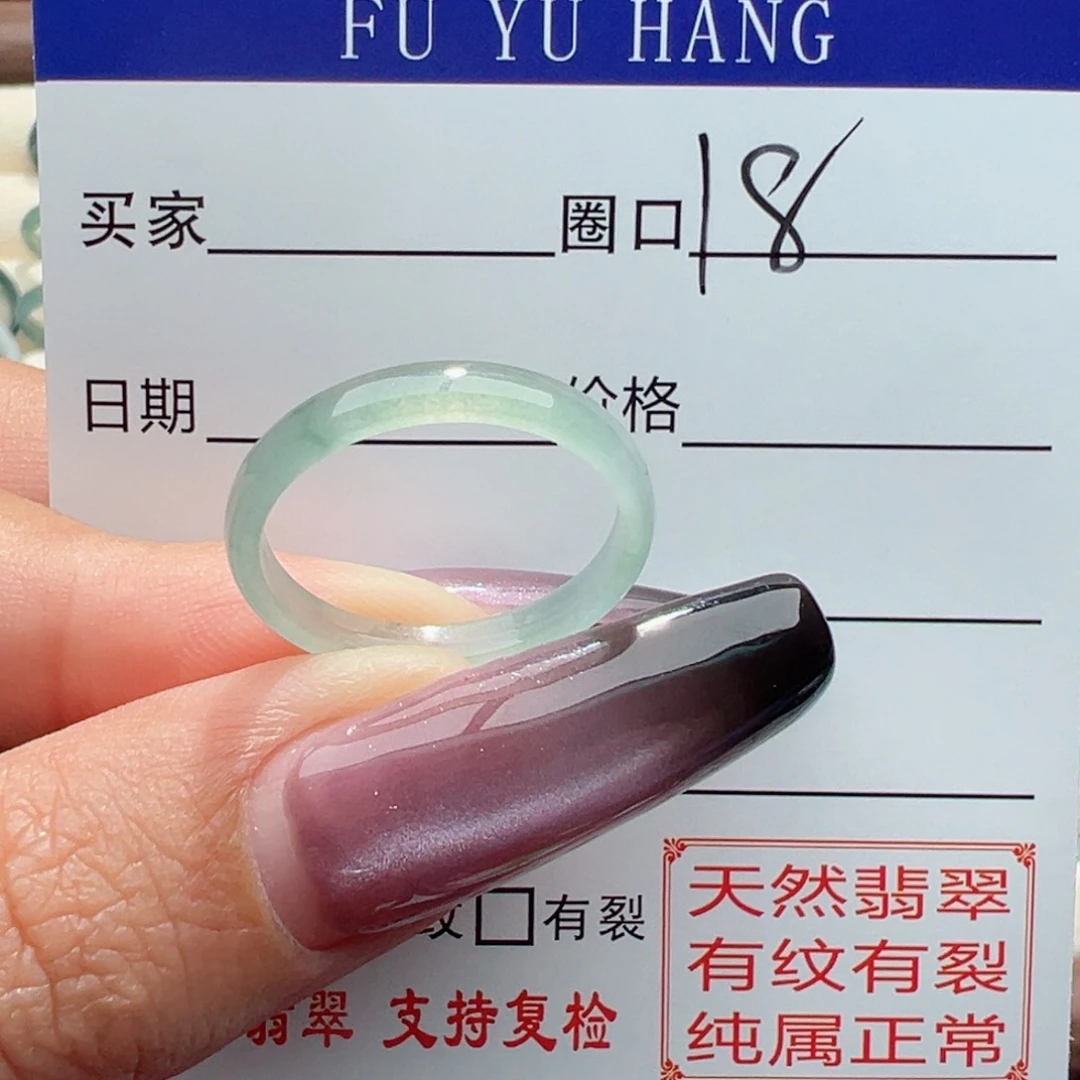 FU YU HANG
买家 圈口 18
日期 价格
纹 有裂
翡翠 支持复检
天然翡翠
有纹有裂
纯属正常